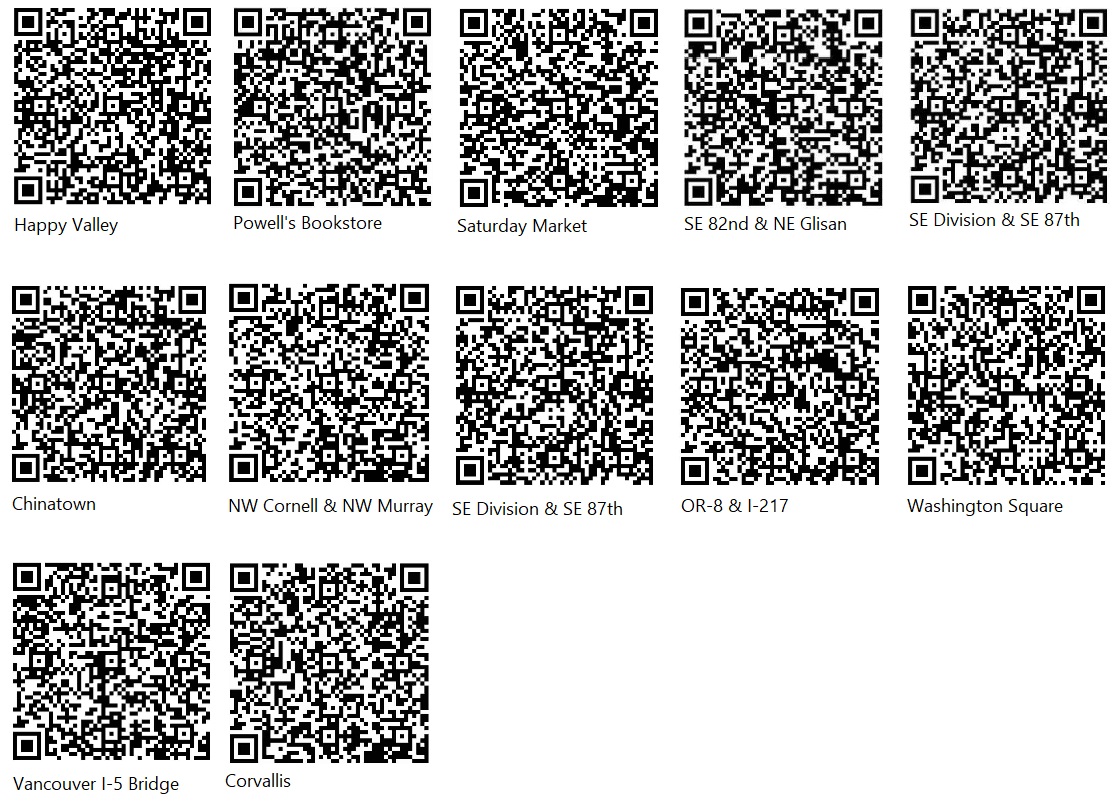 Happy Valley
Powell's Bookstore
Saturday Market
SE 82nd & NE Glisan
SE Division & SE 87th
Chinatown
NW Cornell & NW Murray
SE Division & SE 87th
OR-8 & I-217
Washington Square
Vancouver I-5 Bridge
Corvallis